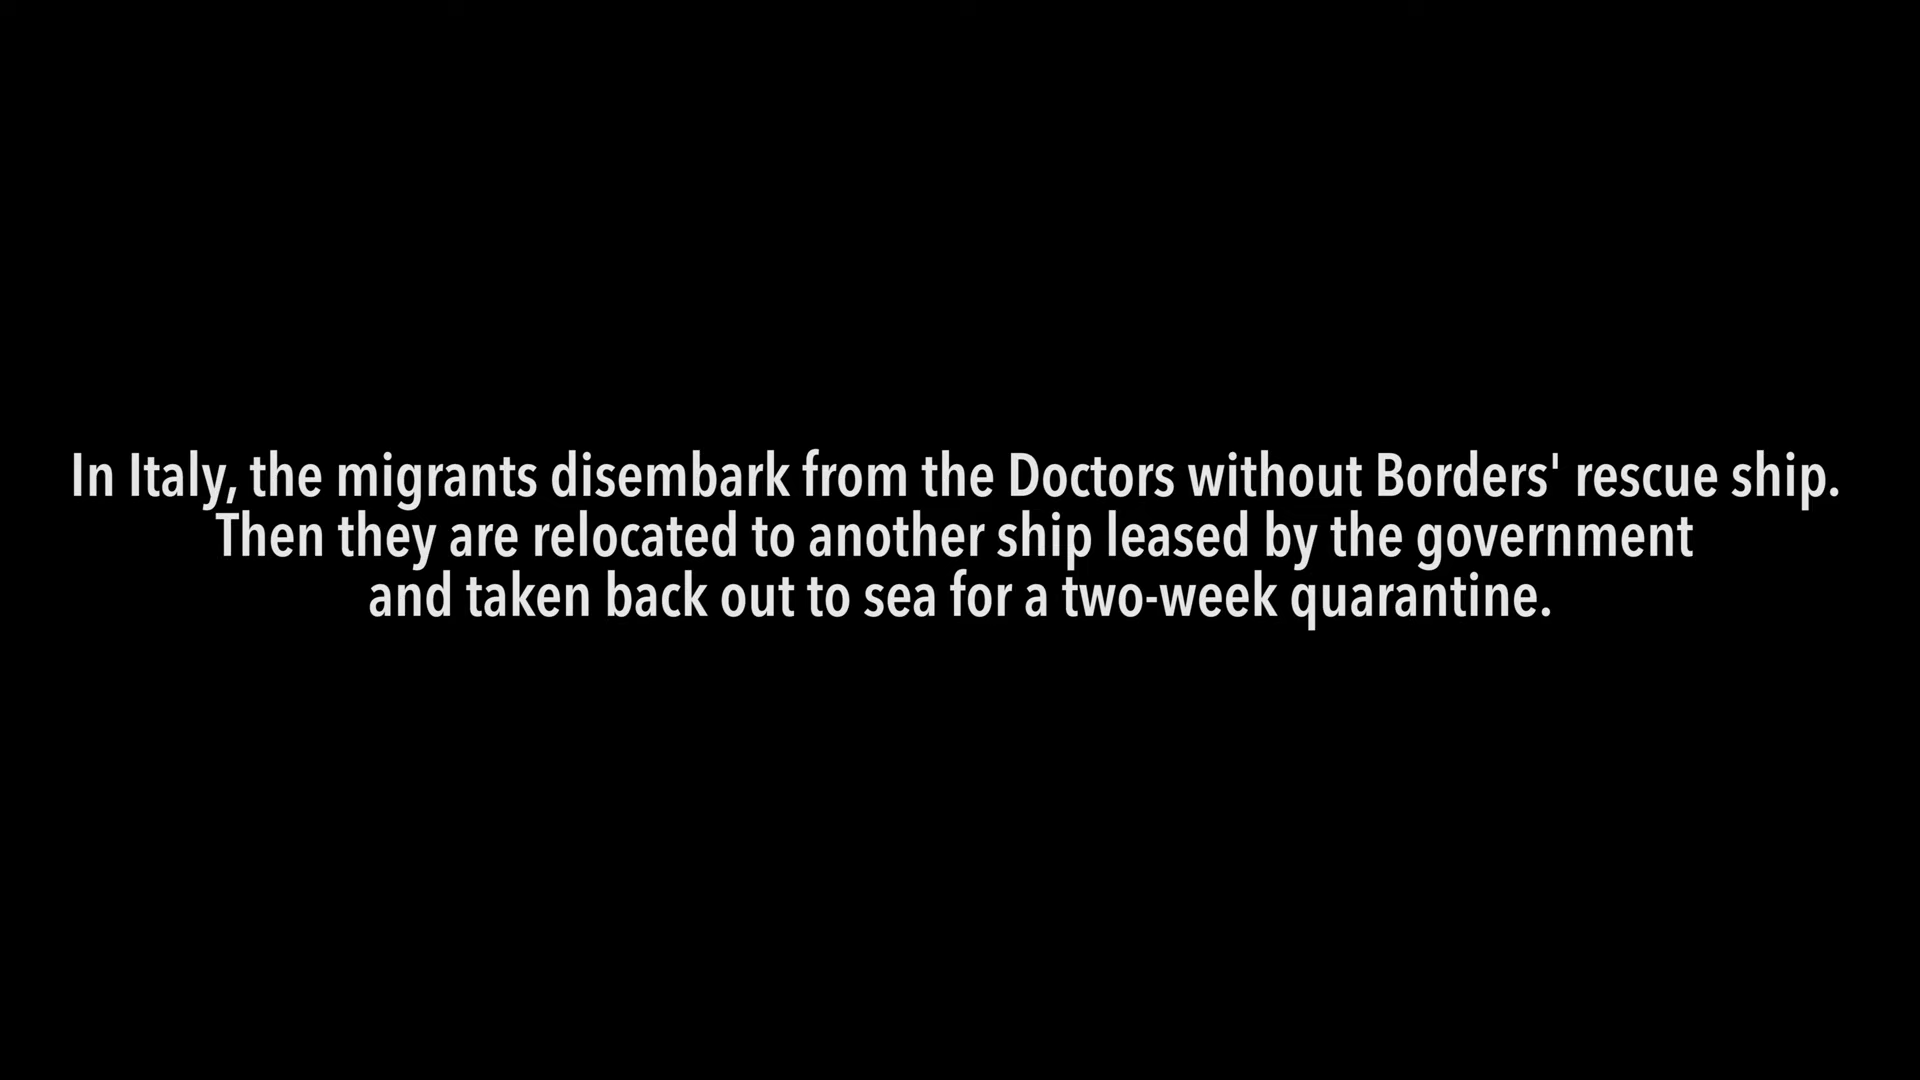 In Italy, the migrants disembark from the Doctors without Borders' rescue ship.
Then they are relocated to another ship leased by the government
and taken back out to sea for a two-week quarantine.